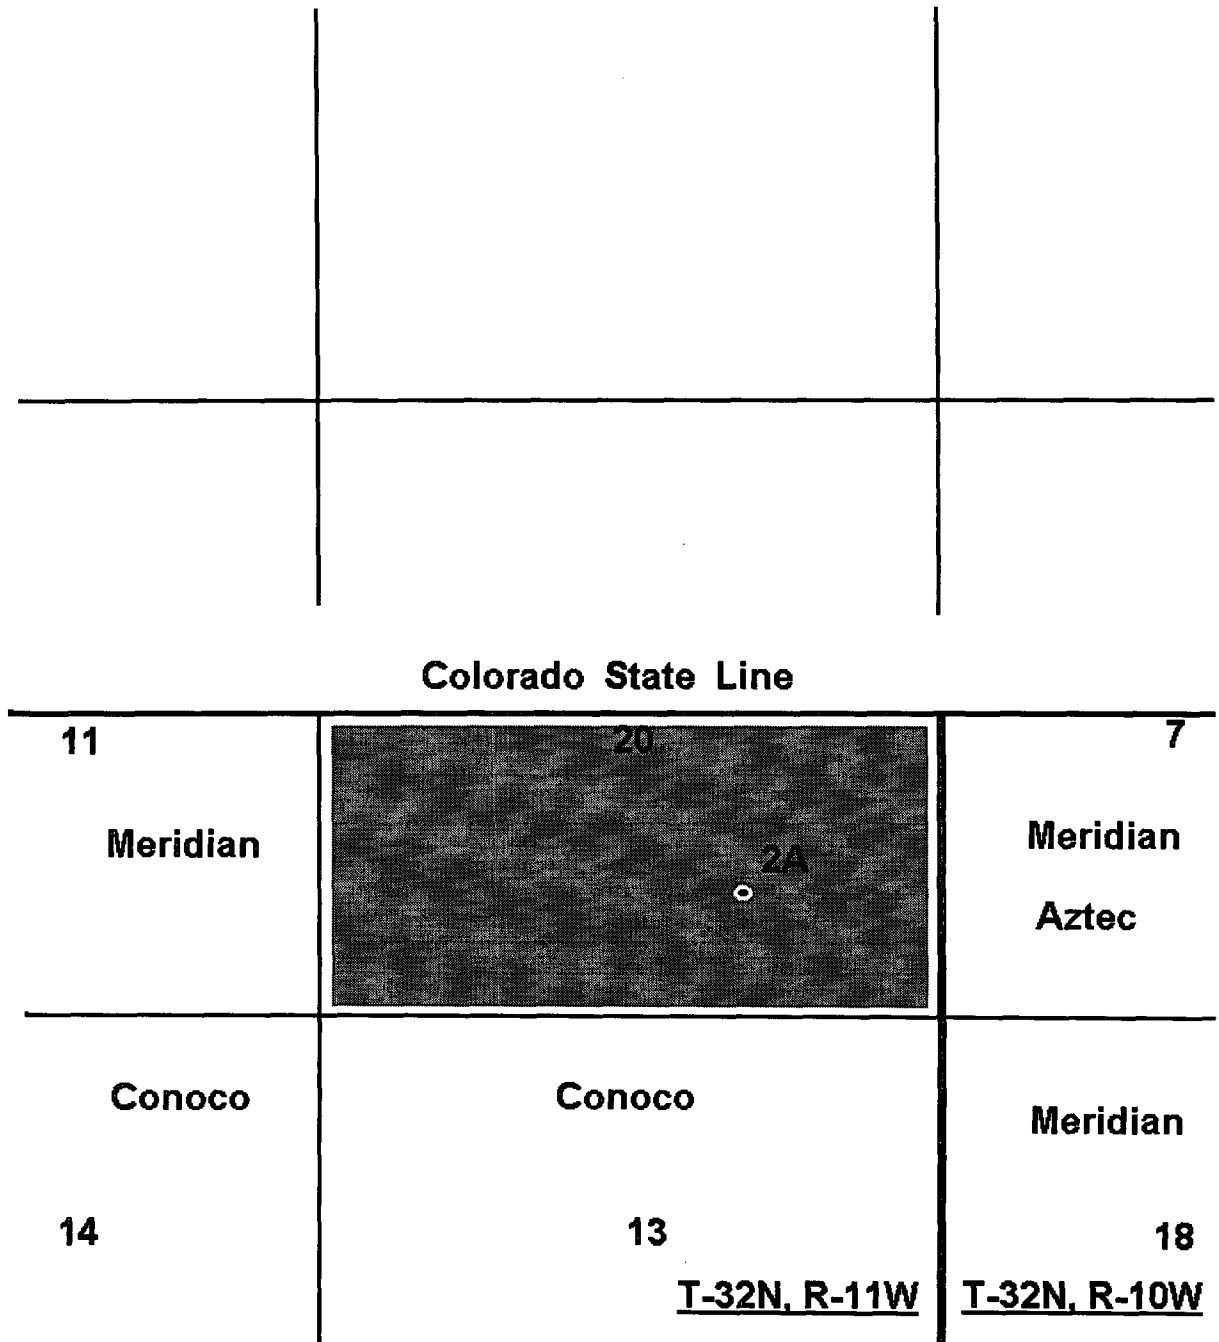 Colorado State Line
11 20 7
Meridian 2A Meridian
Aztec
Conoco Conoco Meridian
14 13 18
T-32N, R-11W T-32N, R-10W